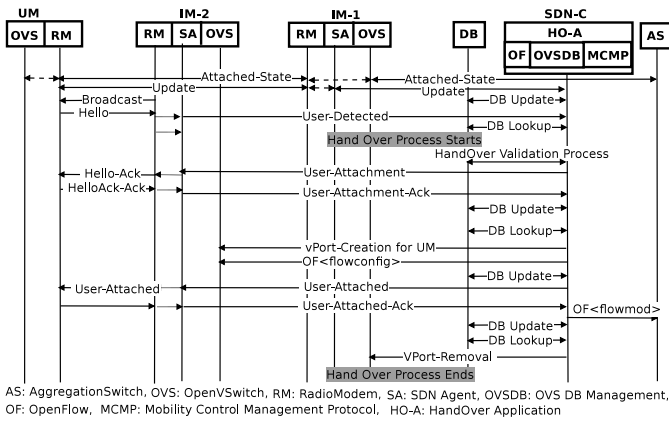 UM IM-2 IM-1 SDN-C
OVS RM RM SA OVS RM SA OVS DB HO-A AS
OF OVSDB MCMP
Attached-State Attached-State
Update Update
Broadcast DB Update
Hello User-Detected
DB Lookup
Hand Over Process Starts
HandOver Validation Process
Hello-Ack User-Attachment
HelloAck-Ack User-Attachment-Ack
DB Update
DB Lookup
vPort-Creation for UM
OF<flowconfig>
DB Update
User-Attached User-Attached
User-Attached-Ack OF<flowmod>
DB Update
DB Lookup
VPort-Removal
Hand Over Process Ends
AS: AggregationSwitch, OVS: OpenVSwitch, RM: RadioModem, SA: SDN Agent, OVSDB: OVS DB Management,
OF: OpenFlow, MCMP: Mobility Control Management Protocol, HO-A: HandOver Application